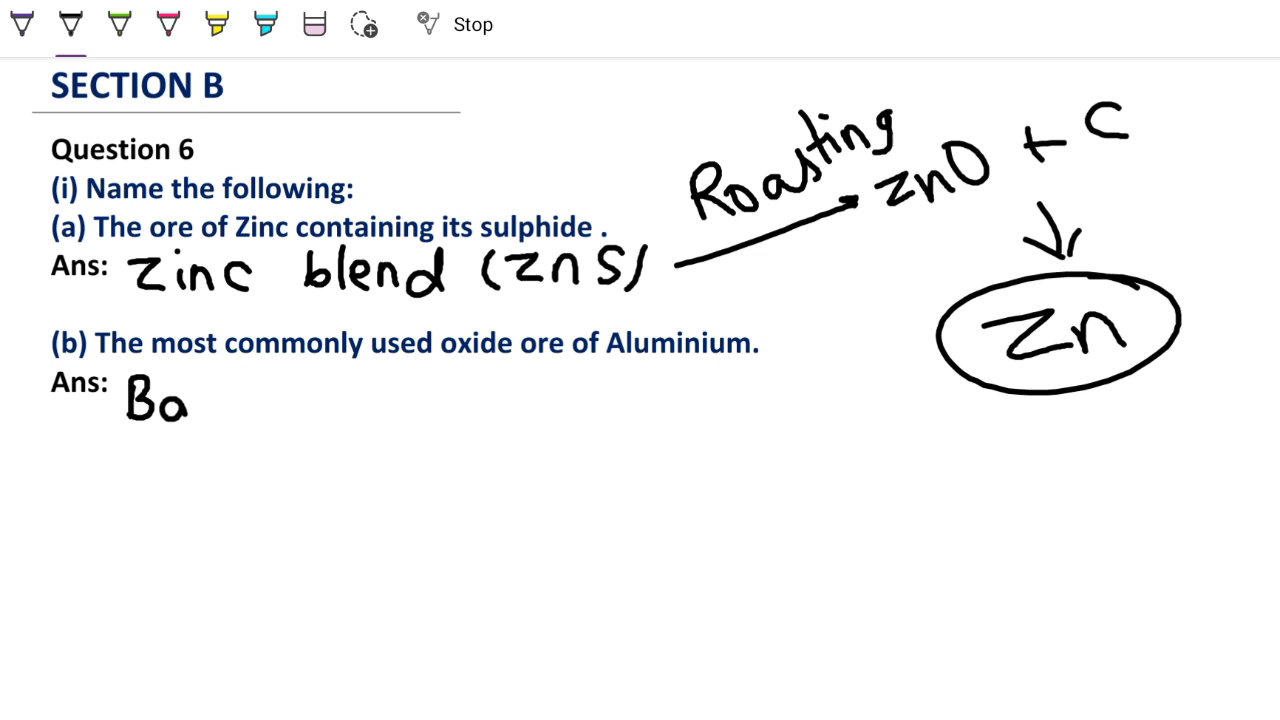 Stop
SECTION B
Question 6
(i) Name the following:
(a) The ore of Zinc containing its sulphide .
Ans: Zinc blend (ZnS)
Roasting
ZnO + C
Zn
(b) The most commonly used oxide ore of Aluminium.
Ans: Ba